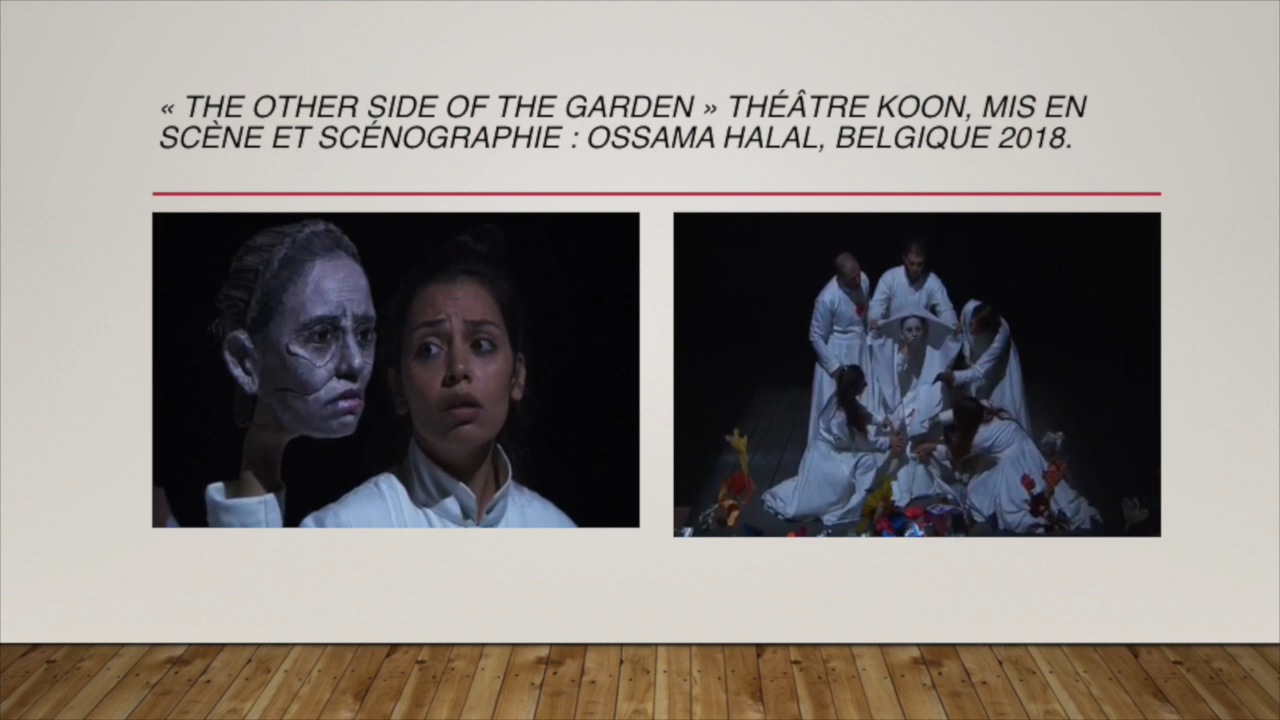 « THE OTHER SIDE OF THE GARDEN » THÉÂTRE KOON, MIS EN
SCÈNE ET SCÉNOGRAPHIE : OSSAMA HALAL, BELGIQUE 2018.